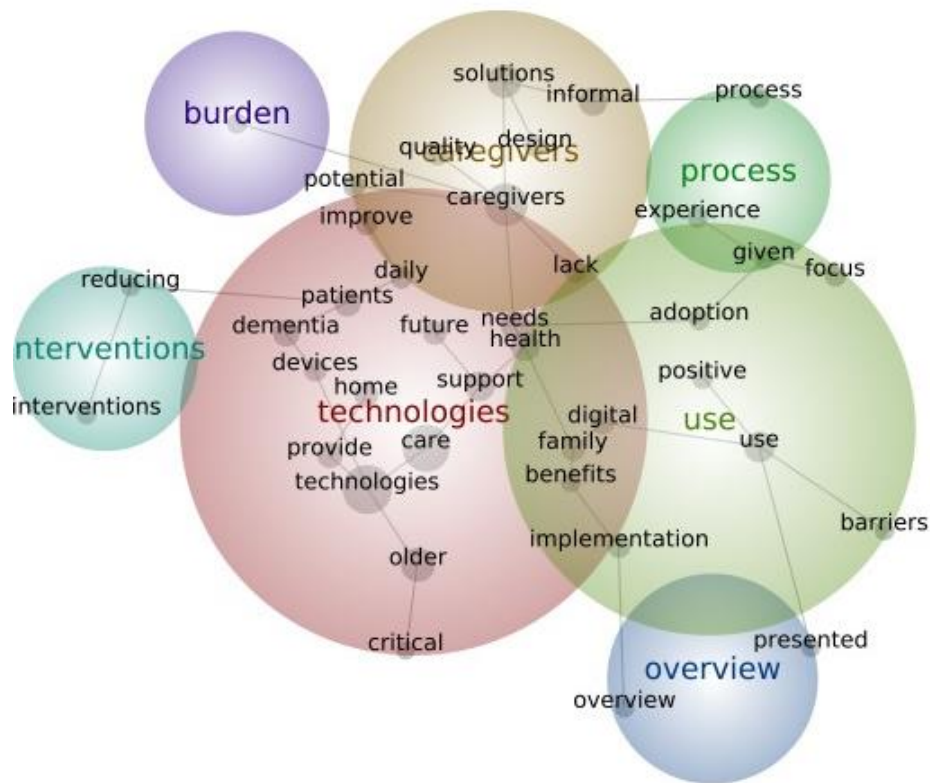 solutions
informal
process
burden
design
quality
caregivers
process
potential
caregivers
improve
experience
given
lack
focus
daily
reducing
patients
dementia
future
needs
adoption
health
nterventions
devices
home
support
positive
interventions
technologies
digital
use
care
family
use
provide
technologies
benefits
barriers
implementation
older
critical
presented
overview
overview